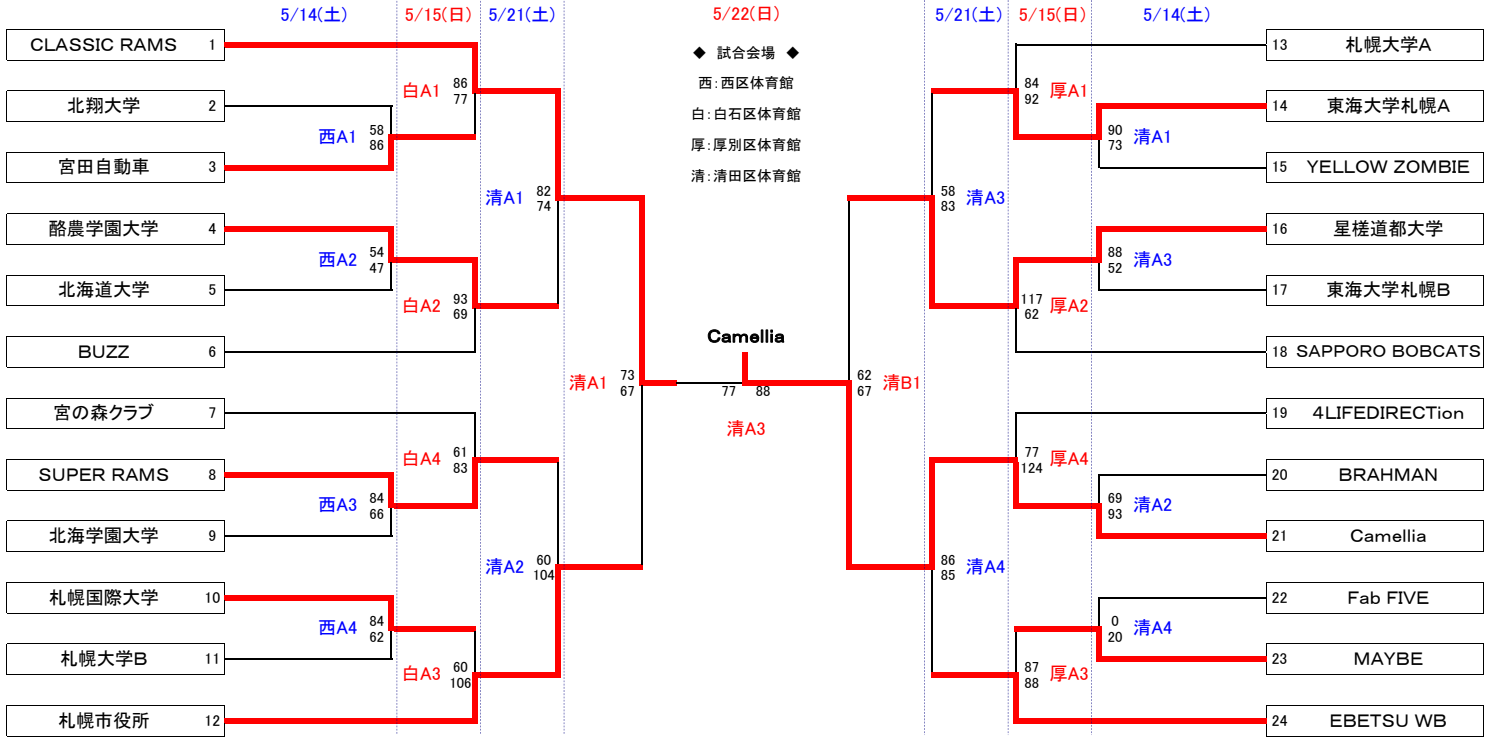 5/14(土) 5/15(日) 5/21(土) 5/22(日) 5/21(土) 5/15(日) 5/14(土)
CLASSIC RAMS 1
北翔大学 2
宮田自動車 3
酪農学園大学 4
北海道大学 5
BUZZ 6
宮の森クラブ 7
SUPER RAMS 8
北海学園大学 9
札幌国際大学 10
札幌大学B 11
札幌市役所 12
西A1 58 86
西A2 54 47
西A3 84 66
西A4 84 62
白A1 86 77
白A2 93 69
白A4 61 83
白A3 60 106
清A1 82 74
清A2 60 104
清A1 73 67
◆ 試合会場 ◆
西:西区体育館
白:白石区体育館
厚:厚別区体育館
清:清田区体育館
Camellia
77 88
清A3
62 67 清B1
58 83 清A3
86 85 清A4
84 92 厚A1
117 62 厚A2
77 124 厚A4
87 88 厚A3
90 73 清A1
88 52 清A3
69 93 清A2
0 20 清A4
13 札幌大学A
14 東海大学札幌A
15 YELLOW ZOMBIE
16 星槎道都大学
17 東海大学札幌B
18 SAPPORO BOBCATS
19 4LIFEDIRECTion
20 BRAHMAN
21 Camellia
22 Fab FIVE
23 MAYBE
24 EBETSU WB